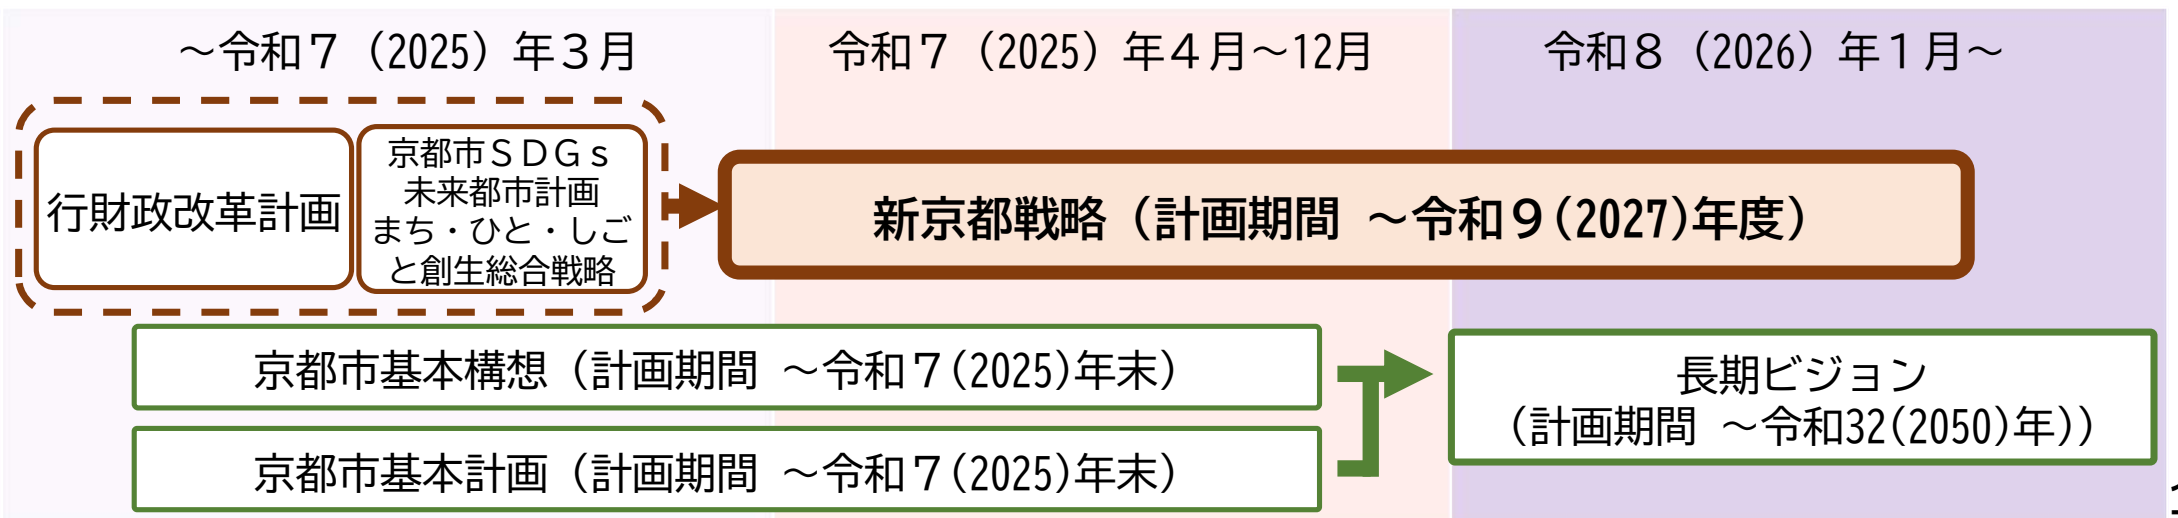 ～令和７（2025）年３月
令和７（2025）年４月～12月
令和８（2026）年１月～
行財政改革計画
京都市ＳＤＧｓ
未来都市計画
まち・ひと・しご
と創生総合戦略
新京都戦略（計画期間　～令和９(2027)年度）
京都市基本構想（計画期間　～令和７(2025)年末）
京都市基本計画（計画期間　～令和７(2025)年末）
長期ビジョン
（計画期間　～令和32(2050)年)）